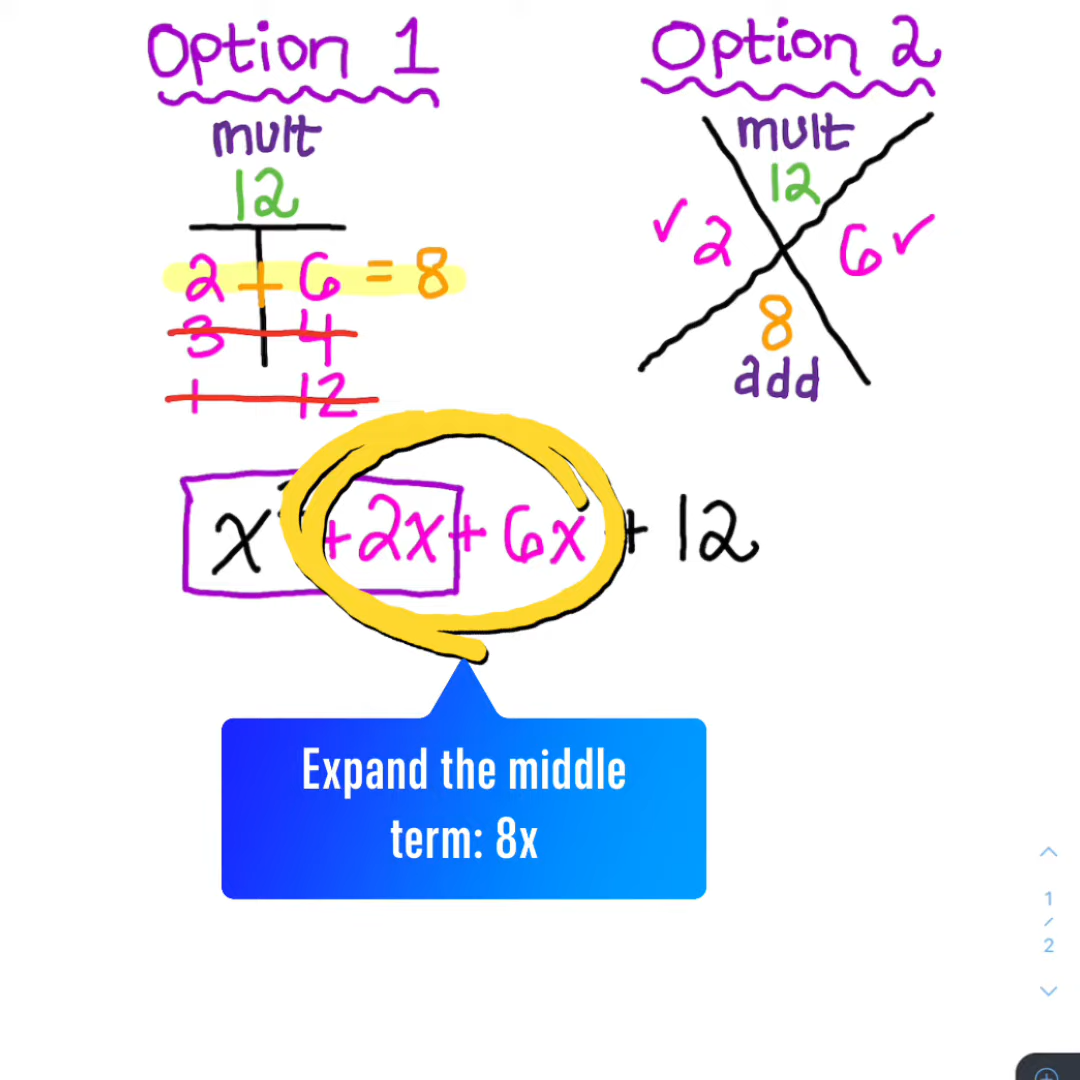 Option 1
mult
12
2 + 6 = 8
3 4
1 12
Option 2
mult
12
✓ 2 6 ✓
8
add
x +2x + 6x + 12
Expand the middle
term: 8x
1
/
2